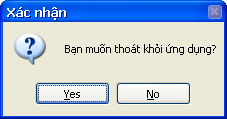 Xác nhận
Bạn muốn thoát khỏi ứng dụng?
Yes
No